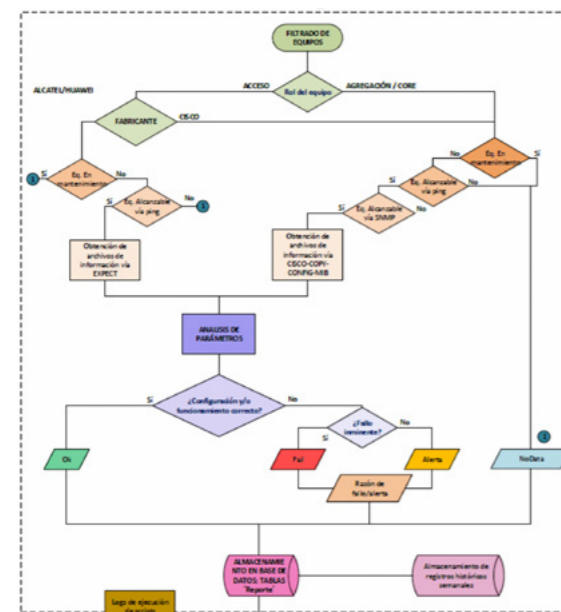 FILTRADO DE
EQUIPOS
ACCESO
Rol del equipo
AGREGACIÓN / CORE
ALCATEL/HUAWEI
FABRICANTE
CISCO
Sí
Eq. En
mantenimiento
No
1
Sí
Eq. Alcanzable
vía ping
No
1
No
Eq. En
mantenimiento
Sí
Sí
Eq. Alcanzable
vía ping
No
Sí
Eq. Alcanzable
vía SNMP
No
Obtención de
archivos de
información vía
EXPECT
Obtención de
archivos de
información vía
CISCO-COPY-
CONFIG-MIB
ANALISIS DE
PARÁMETROS
Sí
¿Configuración y/o
funcionamiento correcto?
No
Sí
¿Fallo
inminente?
No
1
Ok
Fail
Alerta
NoData
Razón de
fallo/alerta
ALMACENAMIE
NTO EN BASE DE
DATOS: TABLAS
'Reporte'
Almacenamiento de
registros históricos
semanales
Logs de ejecución